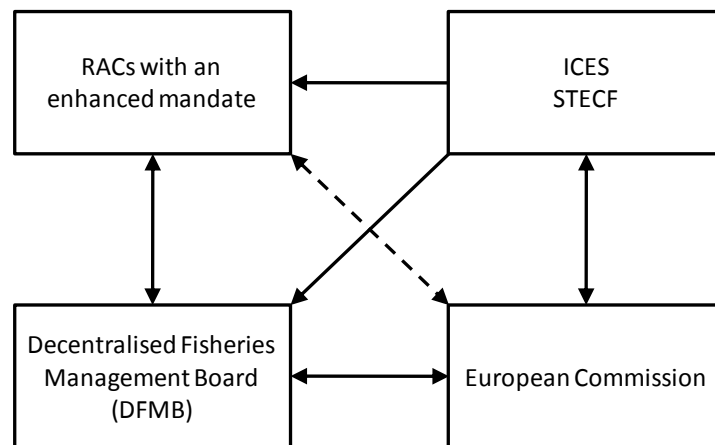 RACs with an
enhanced mandate
ICES
STECF
Decentralised Fisheries
Management Board
(DFMB)
European Commission